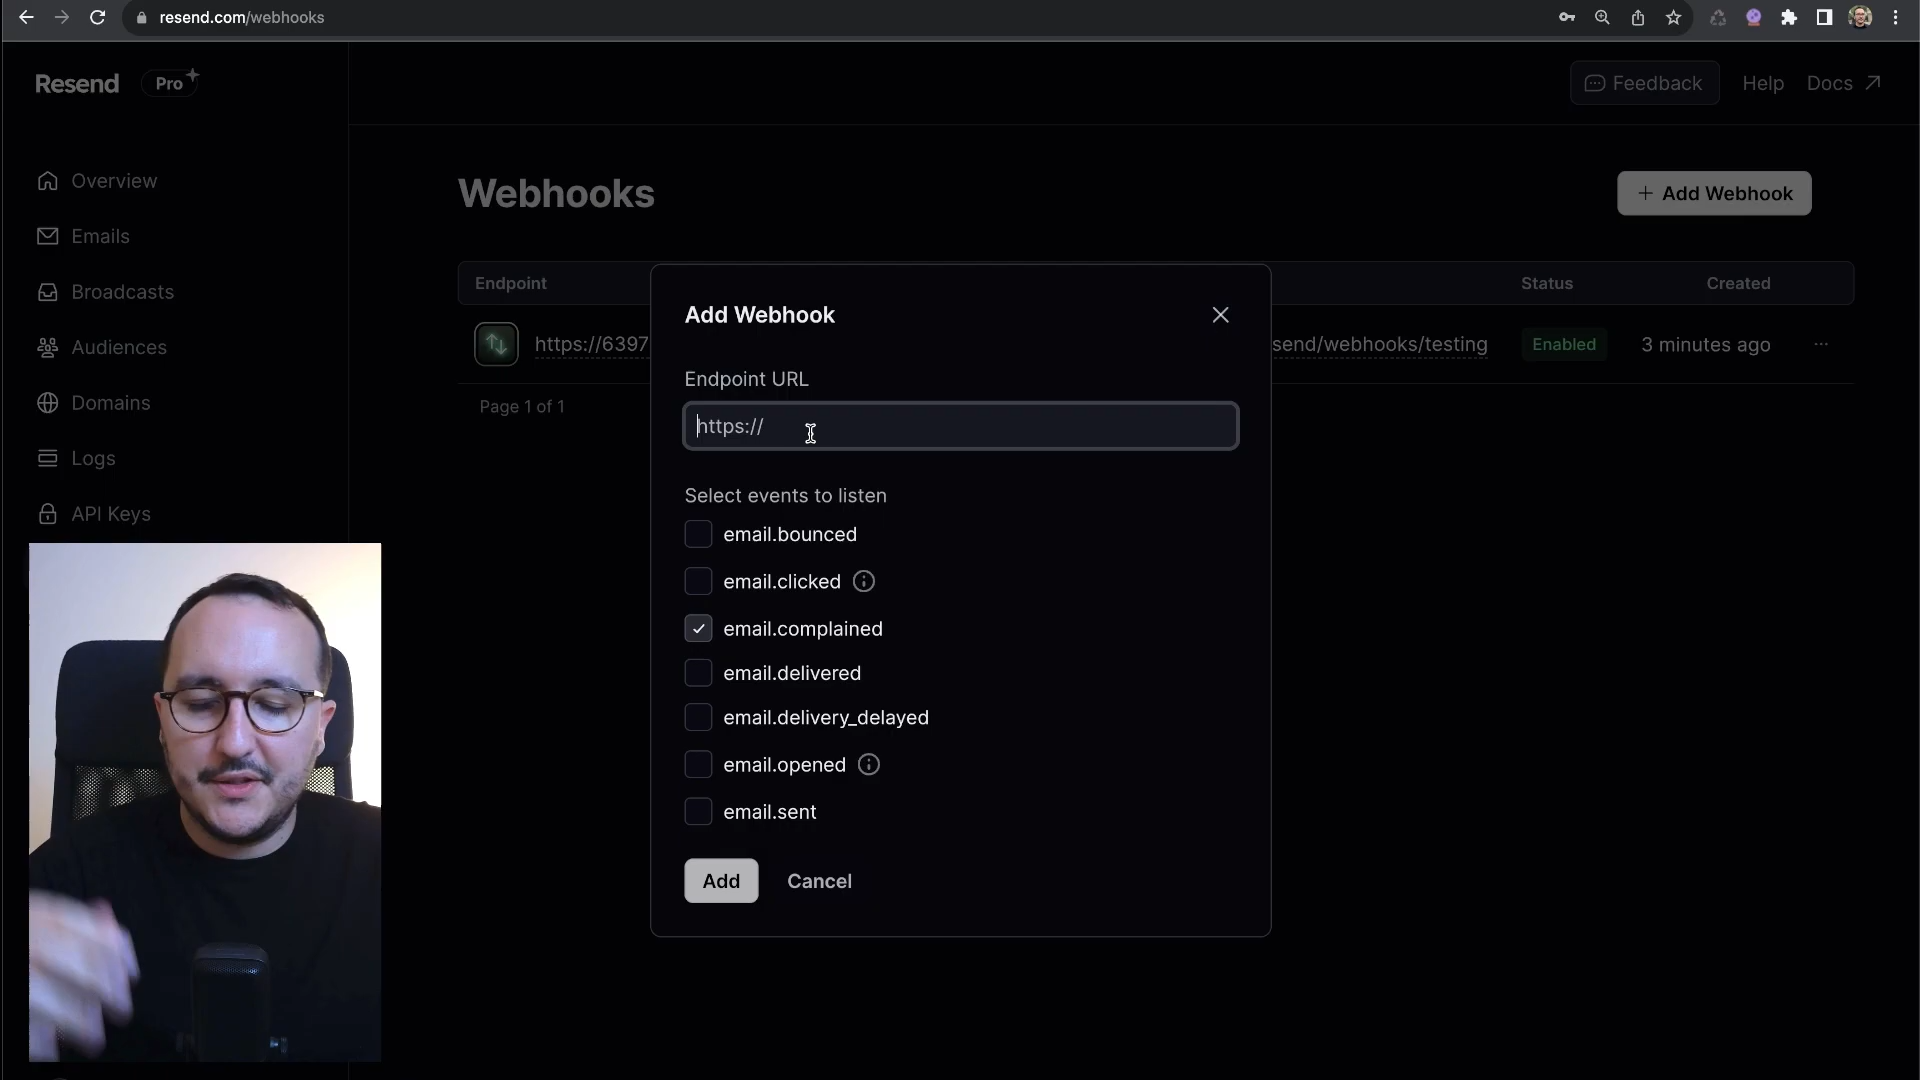 resend.com/webhooks
Resend Pro
Feedback Help Docs
Overview
Emails
Broadcasts
Audiences
Domains
Logs
API Keys
Webhooks
+ Add Webhook
Endpoint Status Created
https://6397 send/webhooks/testing Enabled 3 minutes ago
Page 1 of 1
Add Webhook
Endpoint URL
https://
Select events to listen
email.bounced
email.clicked
email.complained
email.delivered
email.delivery_delayed
email.opened
email.sent
Add Cancel